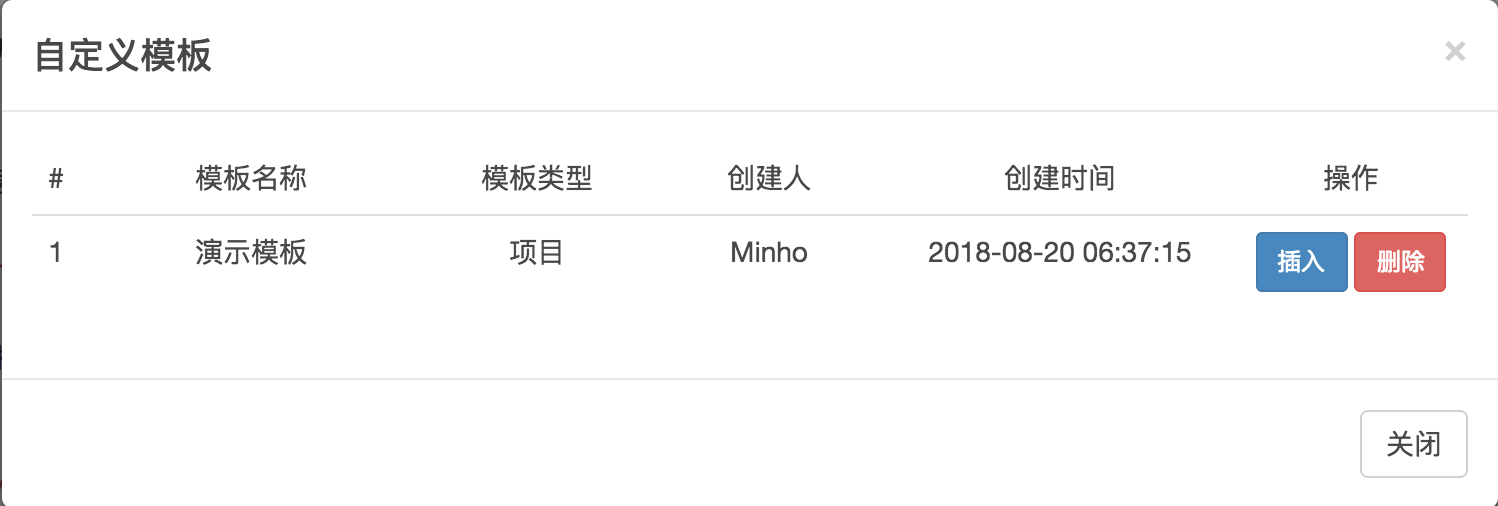 自定义模板 ×
# 模板名称 模板类型 创建人 创建时间 操作
1 演示模板 项目 Minho 2018-08-20 06:37:15 插入 删除
关闭